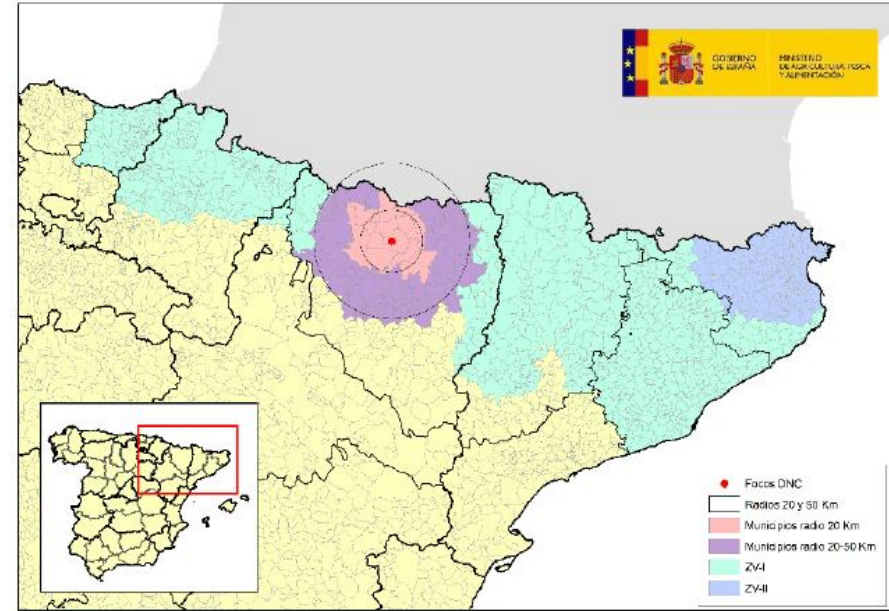 GOBIERNO
DE ESPAÑA
MINISTERIO
DE AGRICULTURA, PESCA
Y ALIMENTACIÓN
Focos DNC
Radios 20 y 50 Km
Municipios radio 20 Km
Municipios radio 20-50 Km
ZV-I
ZV-II